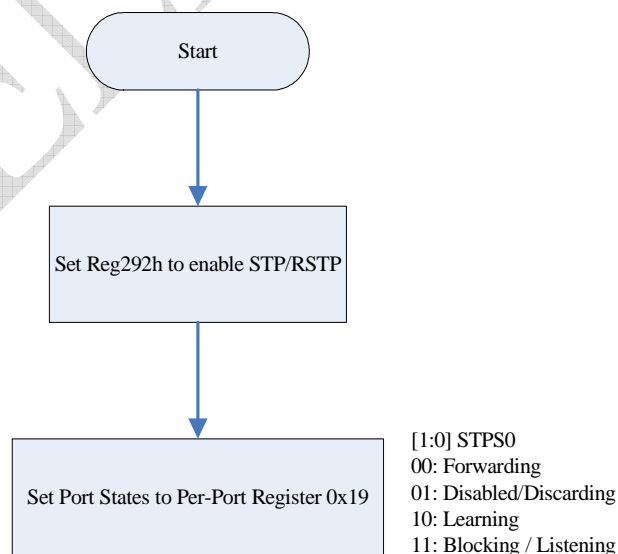 Start
Set Reg292h to enable STP/RSTP
Set Port States to Per-Port Register 0x19
[1:0] STPS0
00: Forwarding
01: Disabled/Discarding
10: Learning
11: Blocking / Listening